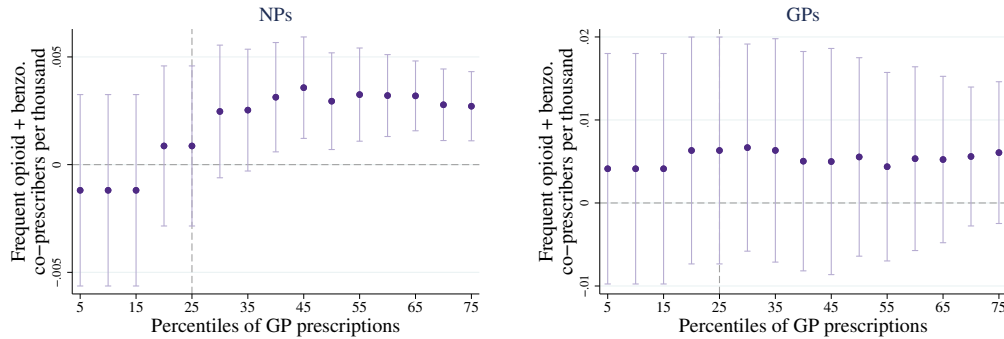 NPs
Frequent opioid + benzo.
co−prescribers per thousand
.005
0
−.005
5 15 25 35 45 55 65 75
Percentiles of GP prescriptions
GPs
Frequent opioid + benzo.
co−prescribers per thousand
.02
.01
0
−.01
5 15 25 35 45 55 65 75
Percentiles of GP prescriptions